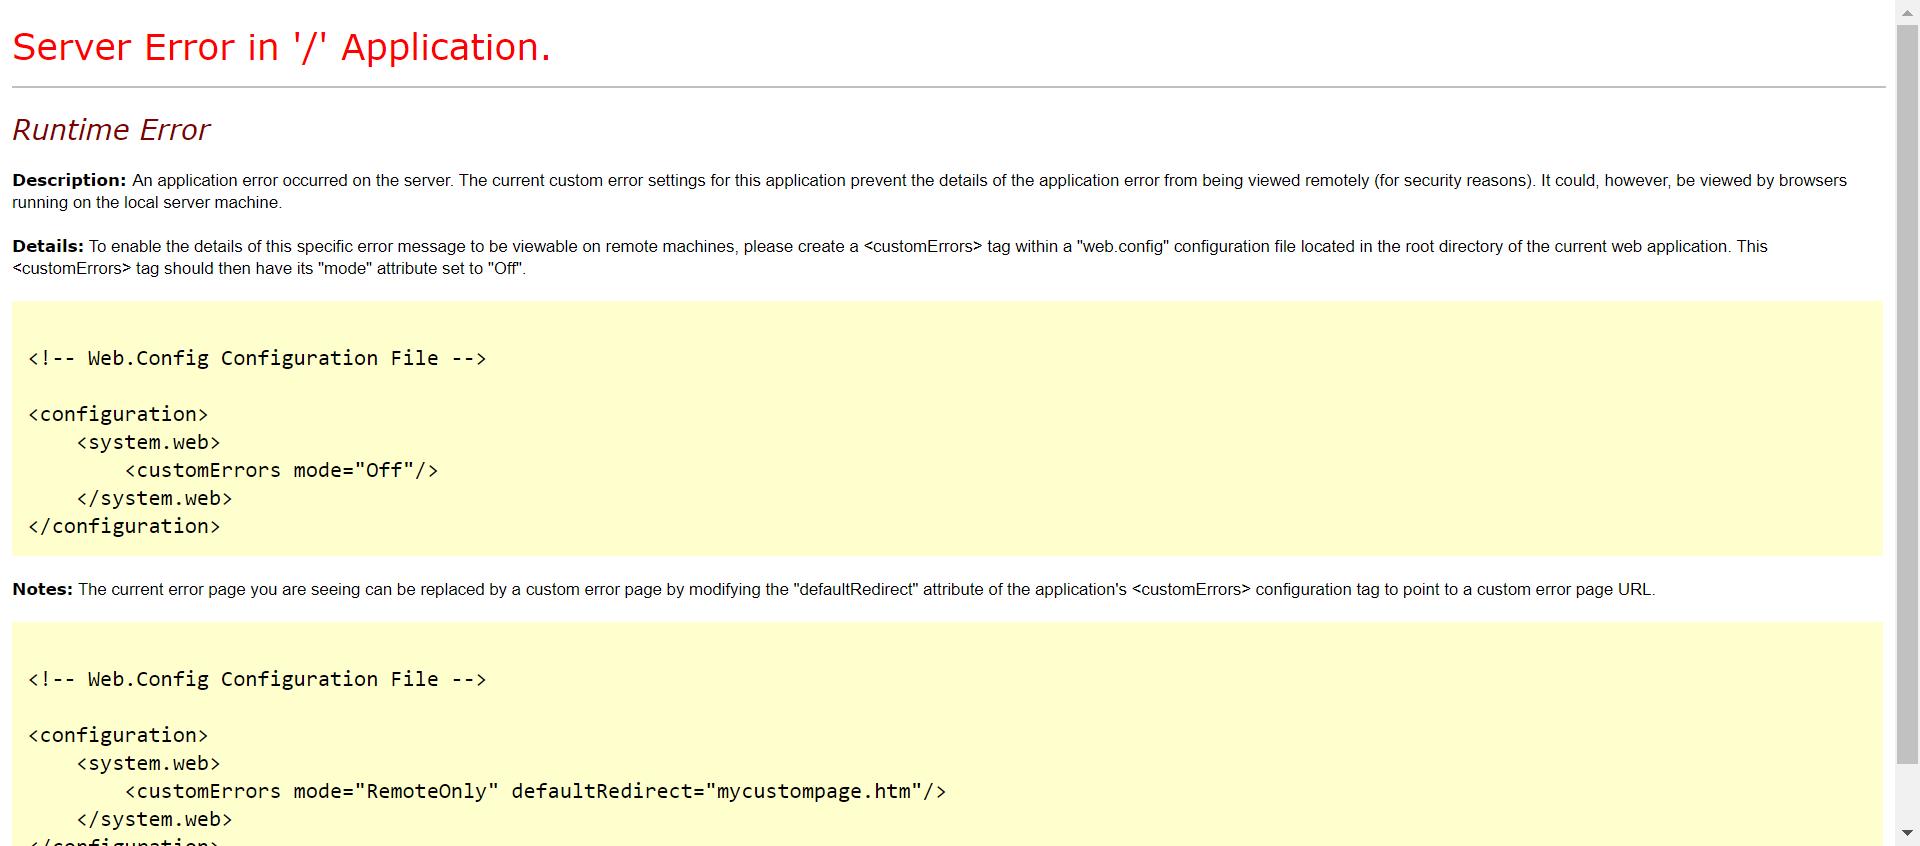 Server Error in '/' Application.
Runtime Error
Description: An application error occurred on the server. The current custom error settings for this application prevent the details of the application error from being viewed remotely (for security reasons). It could, however, be viewed by browsers
running on the local server machine.
Details: To enable the details of this specific error message to be viewable on remote machines, please create a <customErrors> tag within a "web.config" configuration file located in the root directory of the current web application. This
<customErrors> tag should then have its "mode" attribute set to "Off".
<!-- Web.Config Configuration File -->
<configuration>
    <system.web>
        <customErrors mode="Off"/>
    </system.web>
</configuration>
Notes: The current error page you are seeing can be replaced by a custom error page by modifying the "defaultRedirect" attribute of the application's <customErrors> configuration tag to point to a custom error page URL.
<!-- Web.Config Configuration File -->
<configuration>
    <system.web>
        <customErrors mode="RemoteOnly" defaultRedirect="mycustompage.htm"/>
    </system.web>
</configuration>